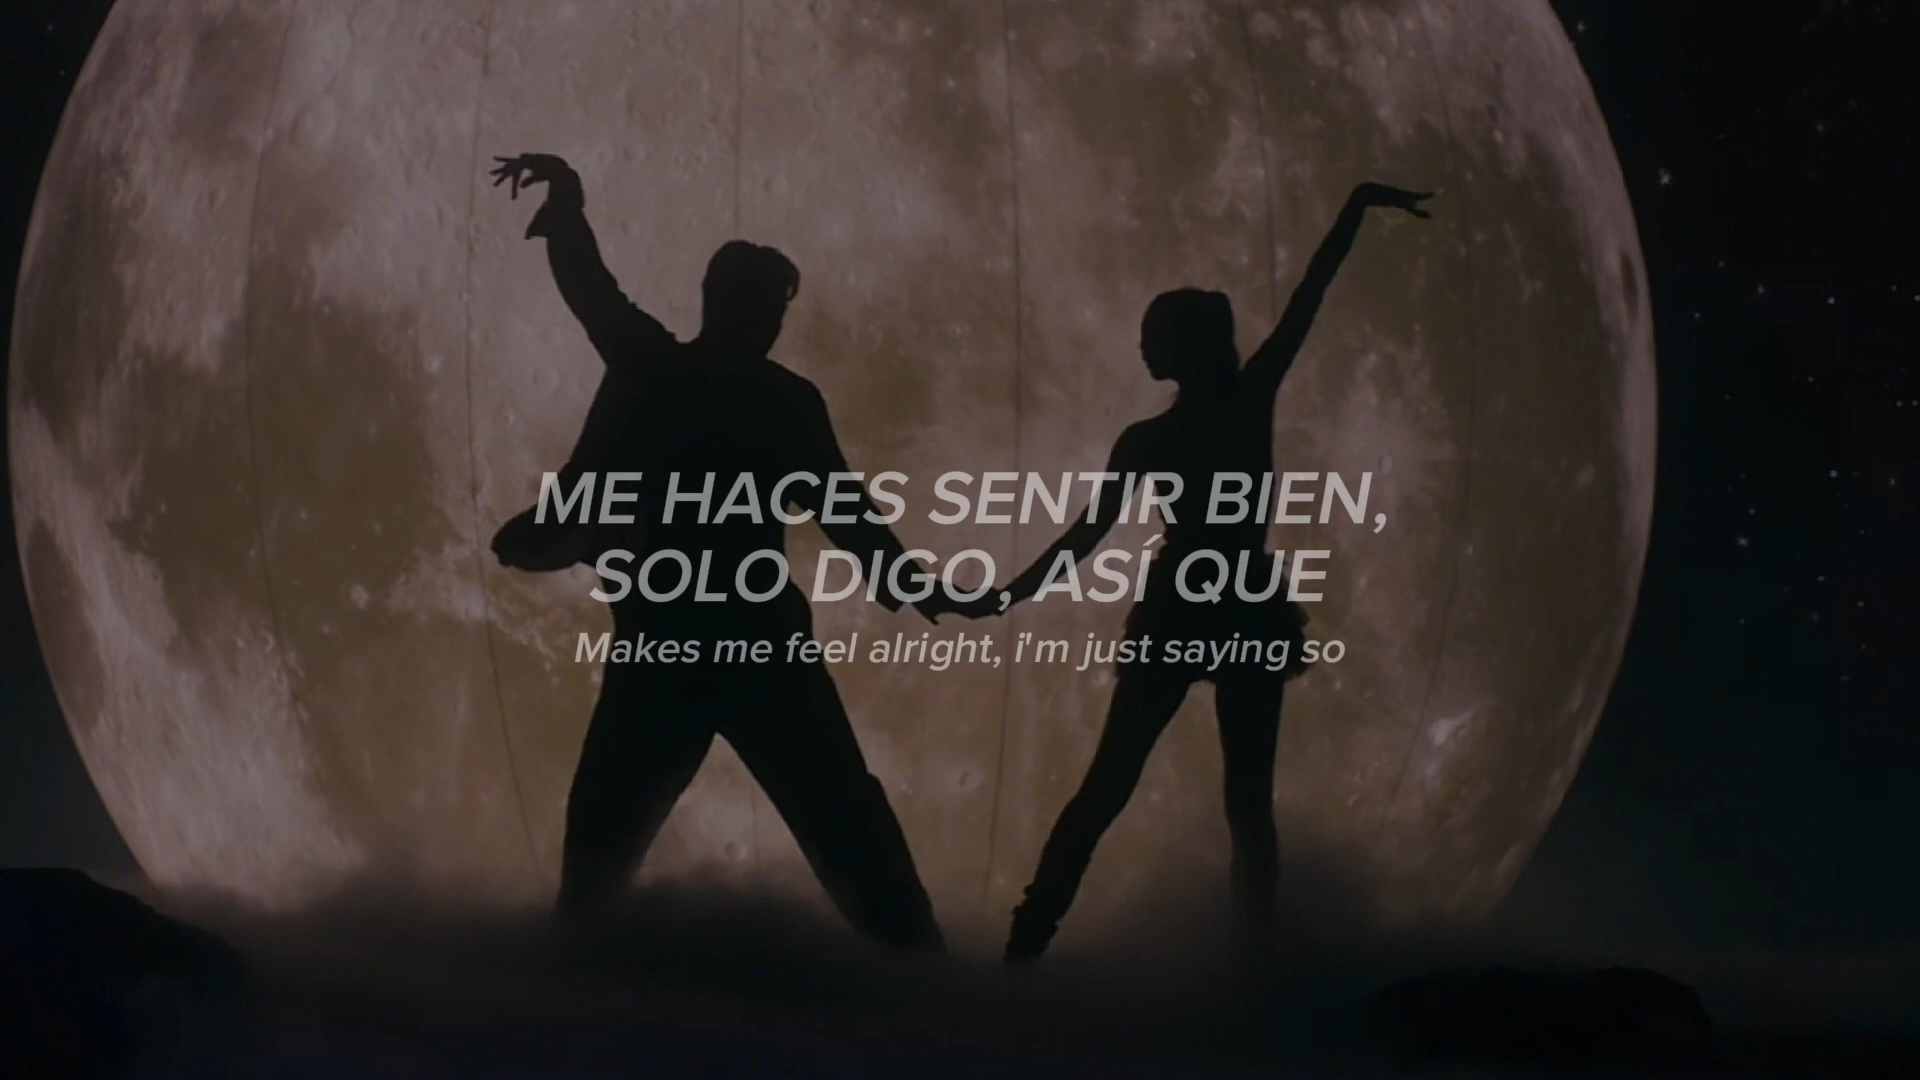 ME HACES SENTIR BIEN,
SOLO DIGO, ASÍ QUE
Makes me feel alright, i'm just saying so